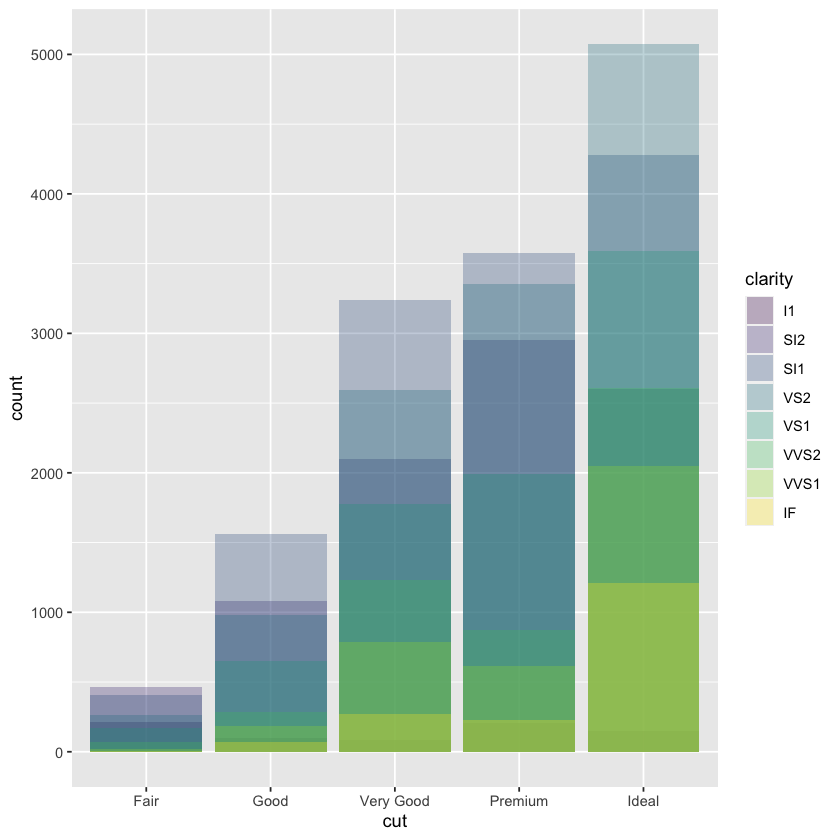 5000
4000
3000
2000
1000
0
count
Fair Good Very Good Premium Ideal
cut
clarity
I1
SI2
SI1
VS2
VS1
VVS2
VVS1
IF